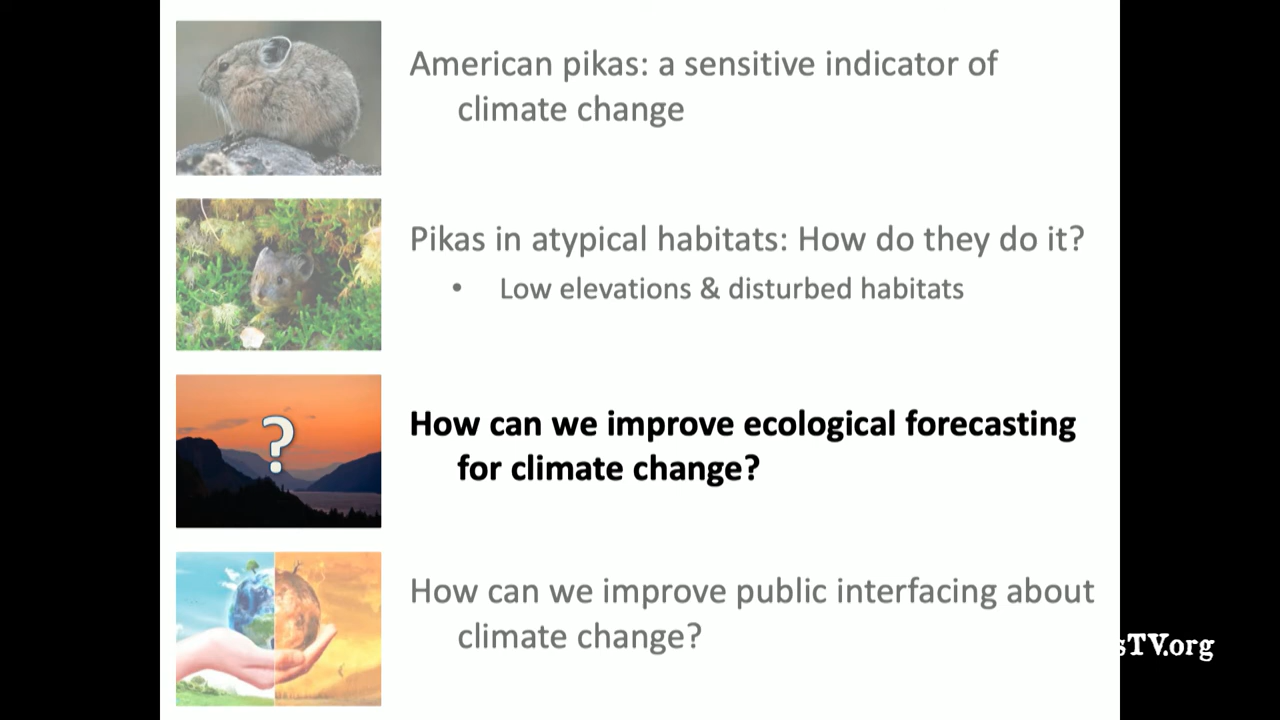 American pikas: a sensitive indicator of
climate change
Pikas in atypical habitats: How do they do it?
• Low elevations & disturbed habitats
?
How can we improve ecological forecasting
for climate change?
How can we improve public interfacing about
climate change?
sTV.org